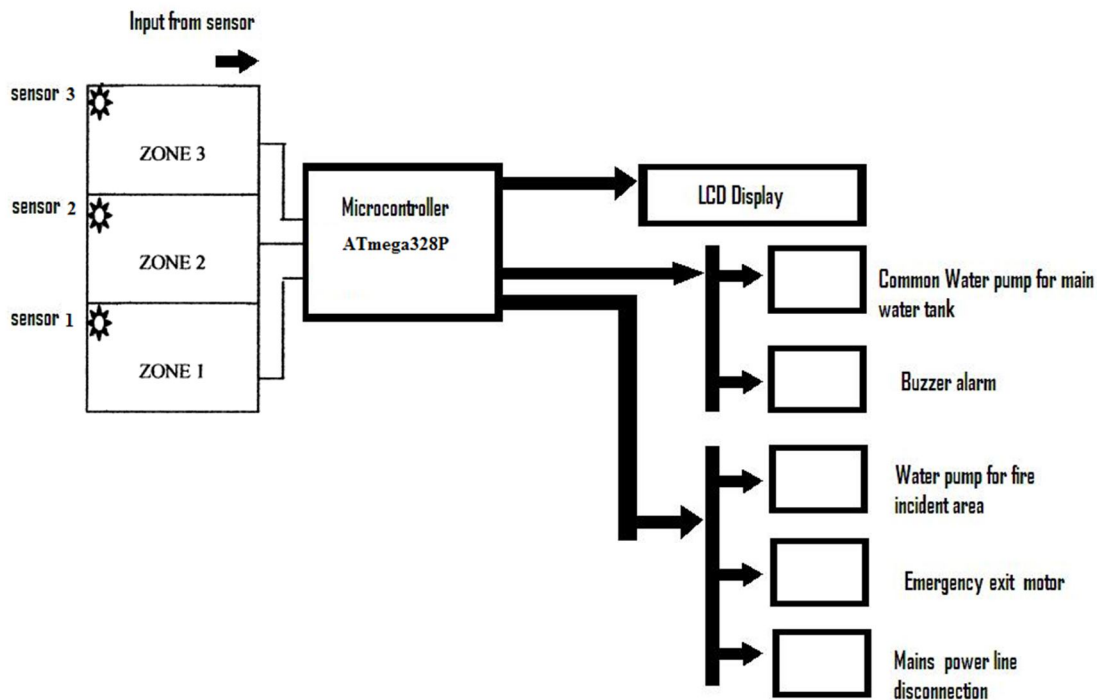 Input from sensor
sensor 3
ZONE 3
sensor 2
ZONE 2
sensor 1
ZONE 1
Microcontroller
ATmega328P
LCD Display
Common Water pump for main
water tank
Buzzer alarm
Water pump for fire
incident area
Emergency exit motor
Mains power line
disconnection